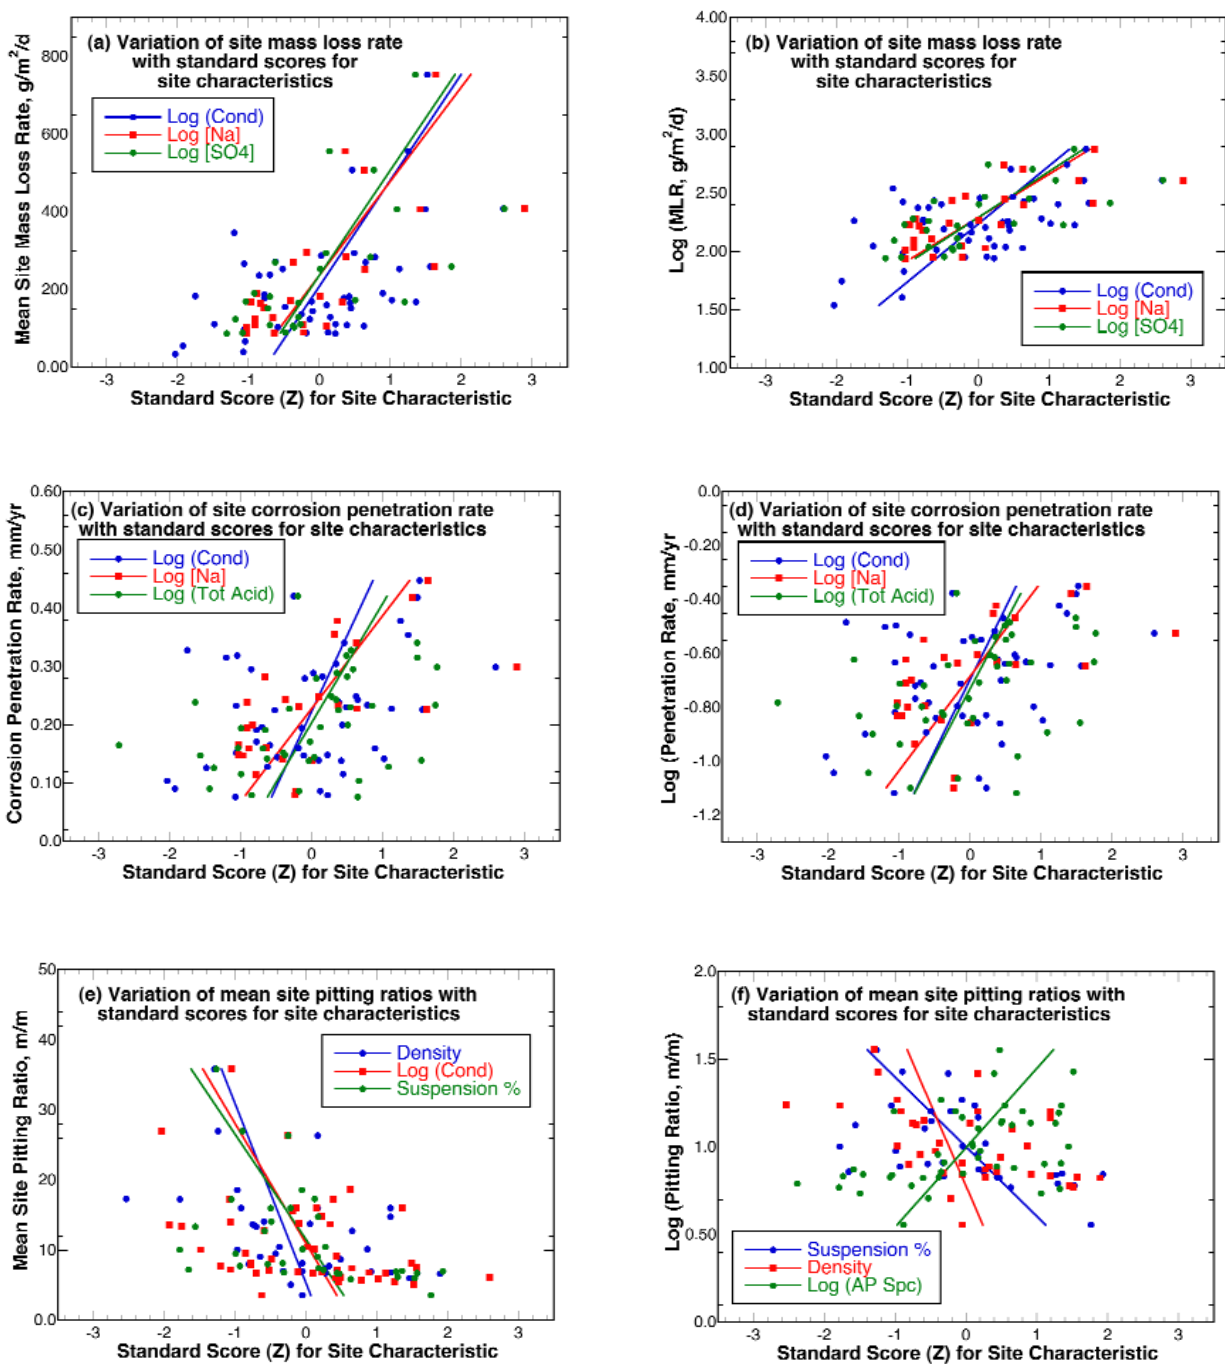 (a) Variation of site mass loss rate
with standard scores for
site characteristics
Log (Cond)
Log [Na]
Log [SO4]
Mean Site Mass Loss Rate, g/m²/d
800
600
400
200
0.00
-3 -2 -1 0 1 2 3
Standard Score (Z) for Site Characteristic
(b) Variation of site mass loss rate
with standard scores for
site characteristics
Log (Cond)
Log [Na]
Log [SO4]
Log (MLR, g/m²/d)
4.00
3.50
3.00
2.50
2.00
1.50
1.00
-3 -2 -1 0 1 2 3
Standard Score (Z) for Site Characteristic
(c) Variation of site corrosion penetration rate
with standard scores for site characteristics
Log (Cond)
Log [Na]
Log (Tot Acid)
Corrosion Penetration Rate, mm/yr
0.60
0.50
0.40
0.30
0.20
0.10
0.0
-3 -2 -1 0 1 2 3
Standard Score (Z) for Site Characteristic
(d) Variation of site corrosion penetration rate
with standard scores for site characteristics
Log (Cond)
Log [Na]
Log (Tot Acid)
Log (Penetration Rate, mm/yr)
0.0
-0.20
-0.40
-0.60
-0.80
-1.0
-1.2
-3 -2 -1 0 1 2 3
Standard Score (Z) for Site Characteristic
(e) Variation of mean site pitting ratios with
standard scores for site characteristics
Density
Log (Cond)
Suspension %
Mean Site Pitting Ratio, m/m
50
40
30
20
10
0.0
-3 -2 -1 0 1 2 3
Standard Score (Z) for Site Characteristic
(f) Variation of mean site pitting ratios with
standard scores for site characteristics
Suspension %
Density
Log (AP Spc)
Log (Pitting Ratio, m/m)
2.0
1.5
1.0
0.50
0.0
-3 -2 -1 0 1 2 3
Standard Score (Z) for Site Characteristic